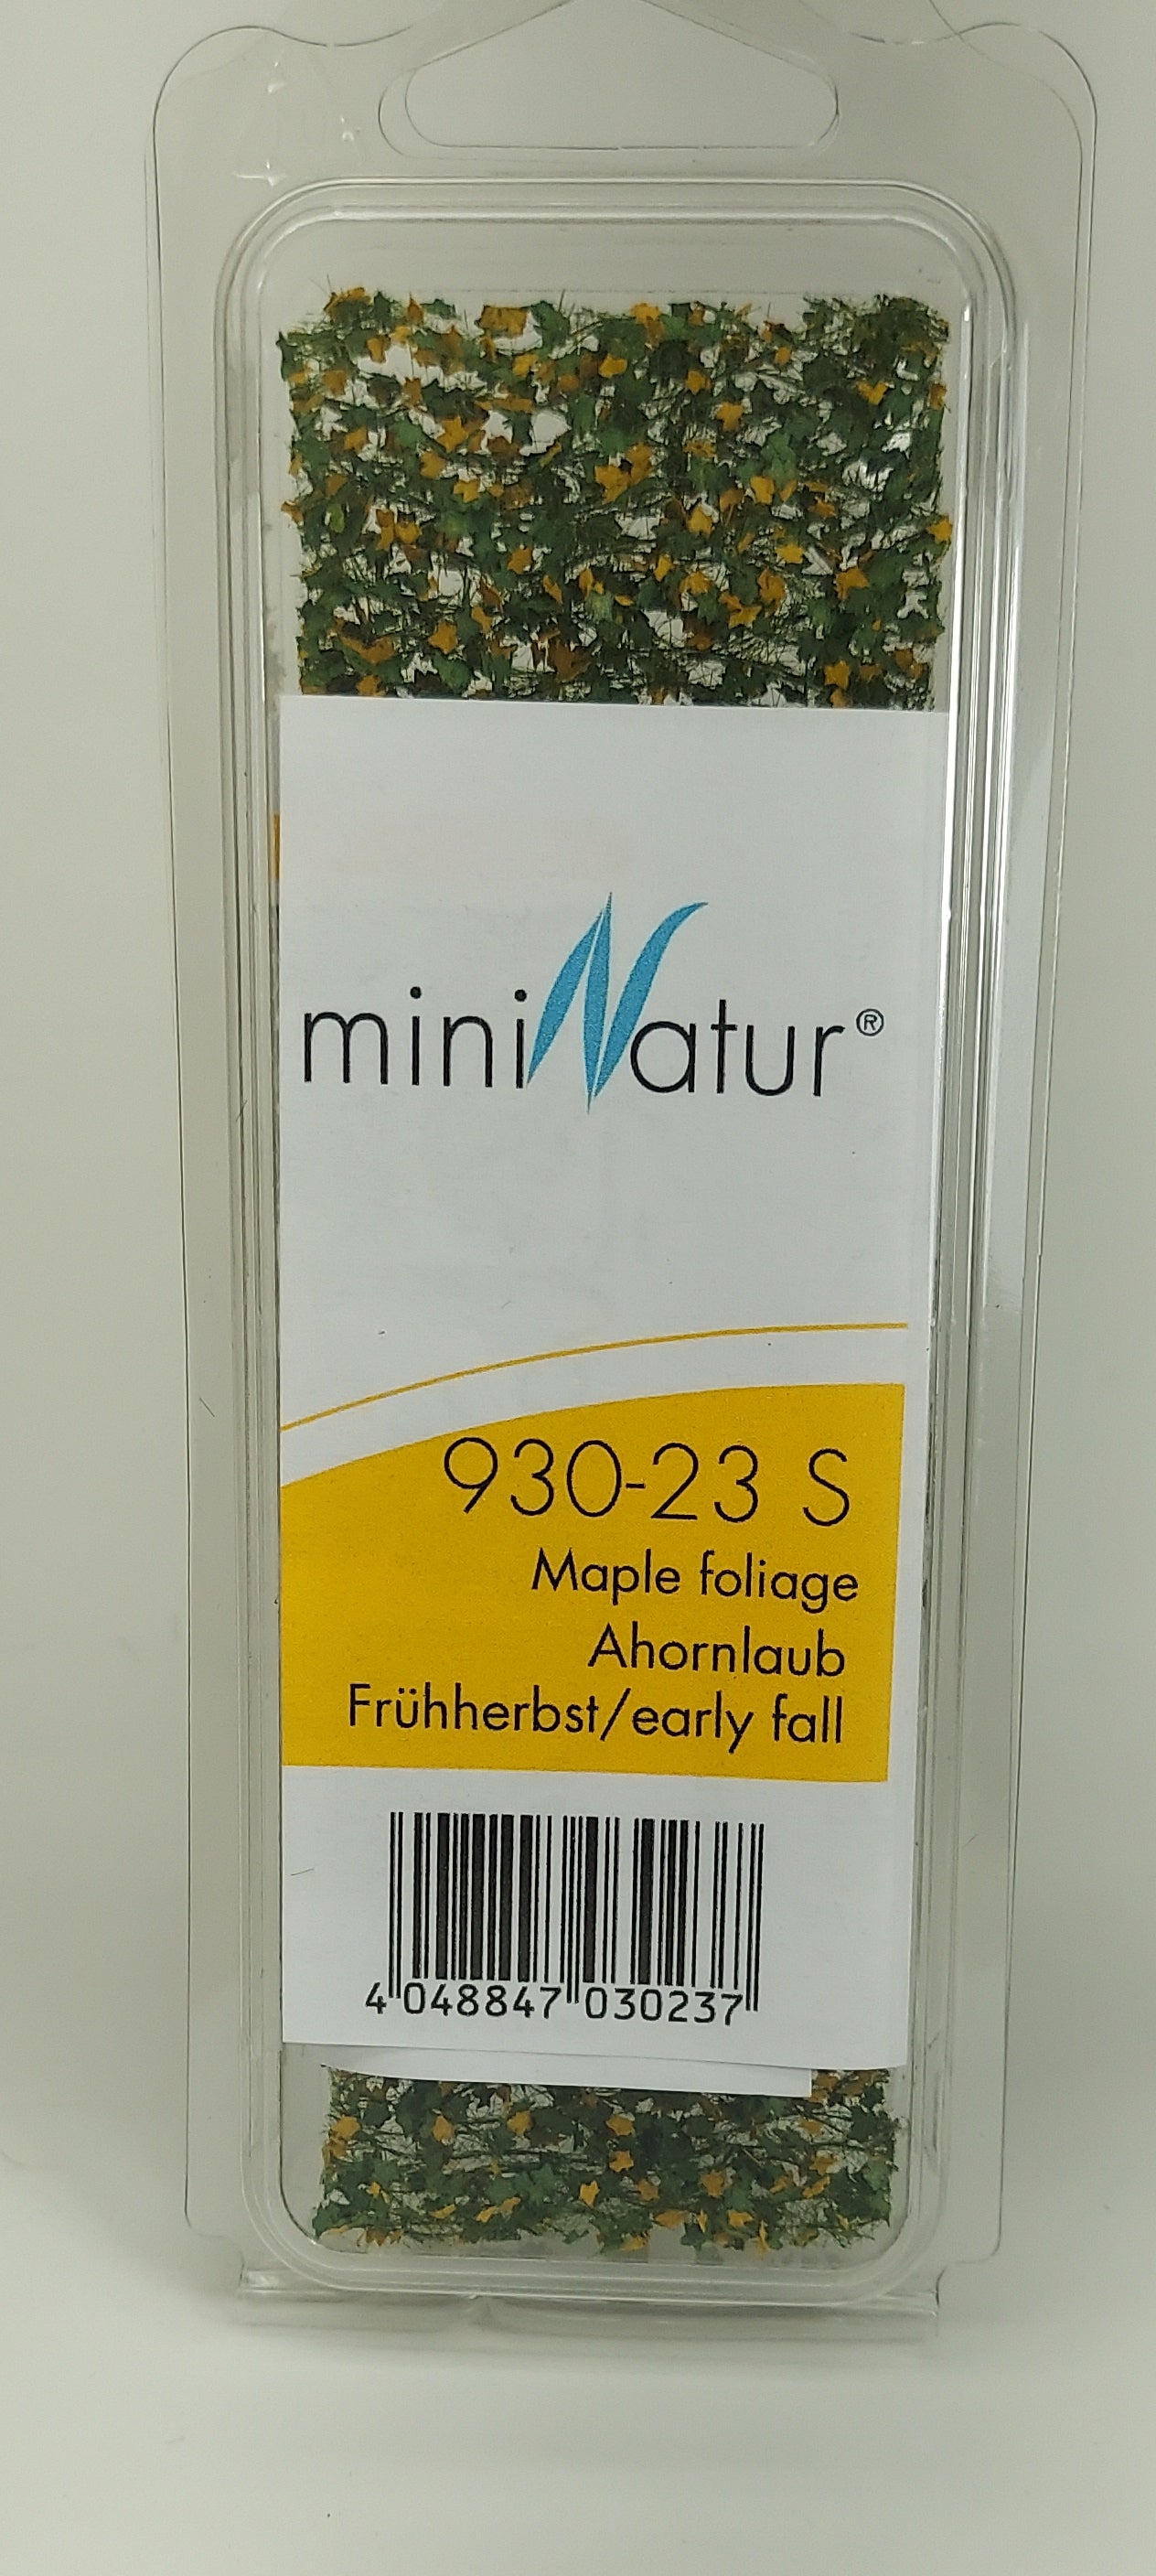 miniNatur®
930-23 S
Maple foliage
Ahornlaub
Frühherbst/early fall
4 048847 030237